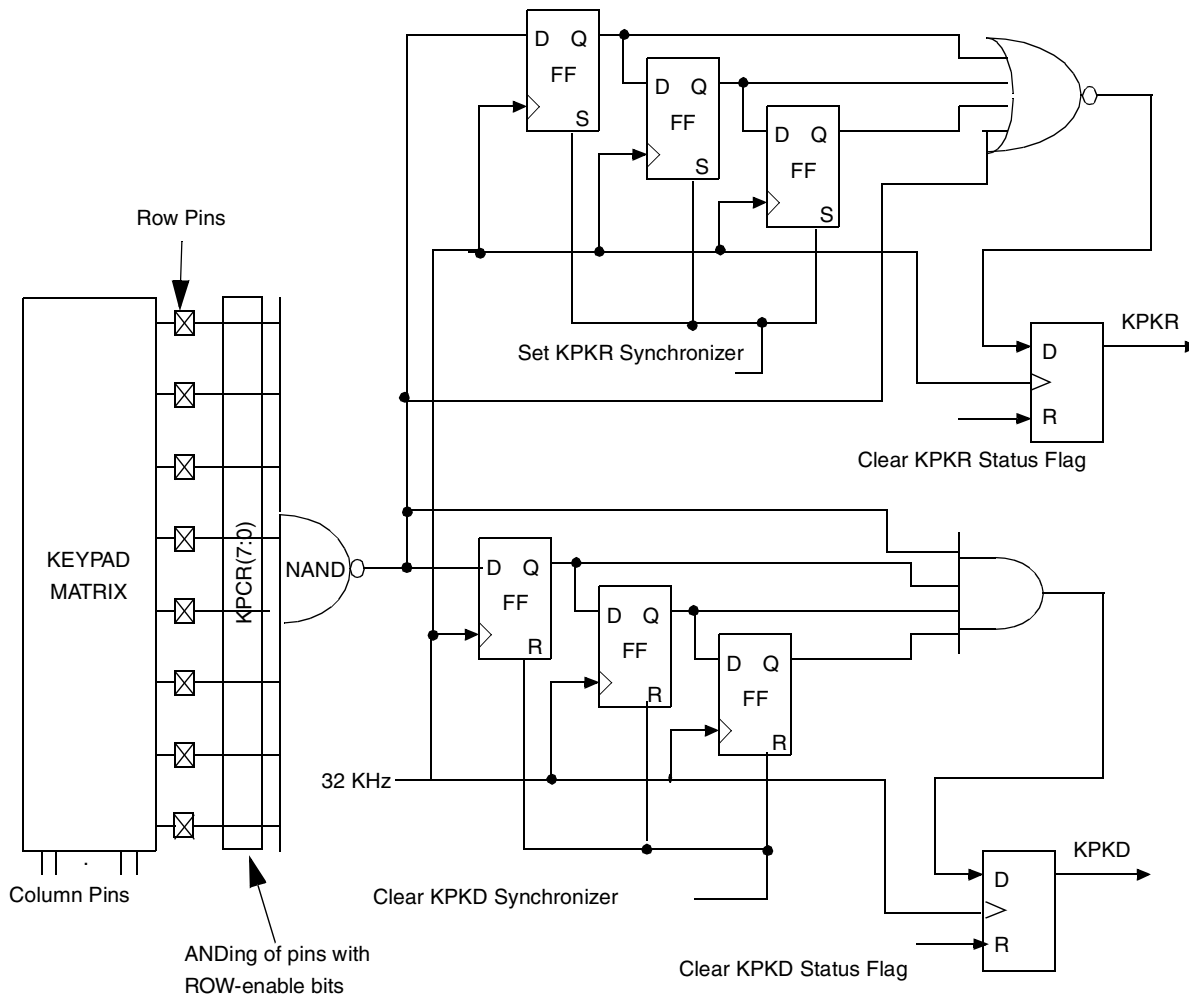 D Q
FF
S
D Q
FF
S
D Q
FF
S
Row Pins
Set KPKR Synchronizer
D
R
KPKR
Clear KPKR Status Flag
KEYPAD
MATRIX
KPCR(7:0)
NAND
D Q
FF
R
D Q
FF
R
D Q
FF
R
32 KHz
Column Pins
Clear KPKD Synchronizer
D
R
KPKD
ANDing of pins with
ROW-enable bits
Clear KPKD Status Flag